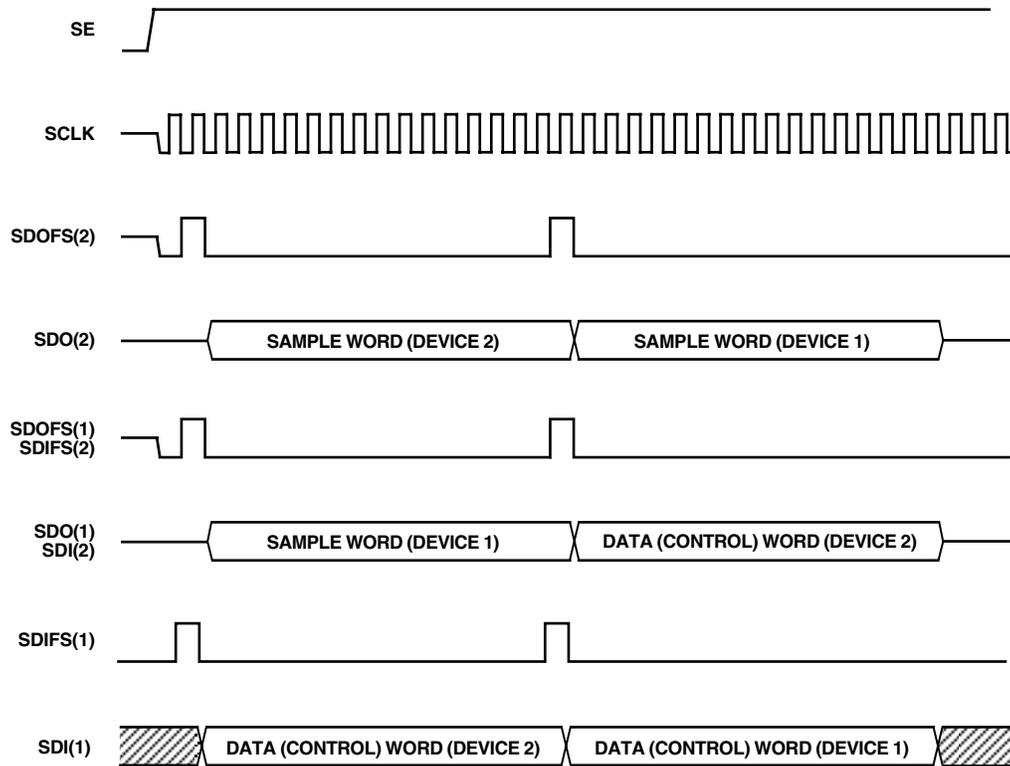 SE
SCLK
SDOFS(2)
SDO(2)
SAMPLE WORD (DEVICE 2)
SAMPLE WORD (DEVICE 1)
SDOFS(1)
SDIFS(2)
SDO(1)
SDI(2)
SAMPLE WORD (DEVICE 1)
DATA (CONTROL) WORD (DEVICE 2)
SDIFS(1)
SDI(1)
DATA (CONTROL) WORD (DEVICE 2)
DATA (CONTROL) WORD (DEVICE 1)